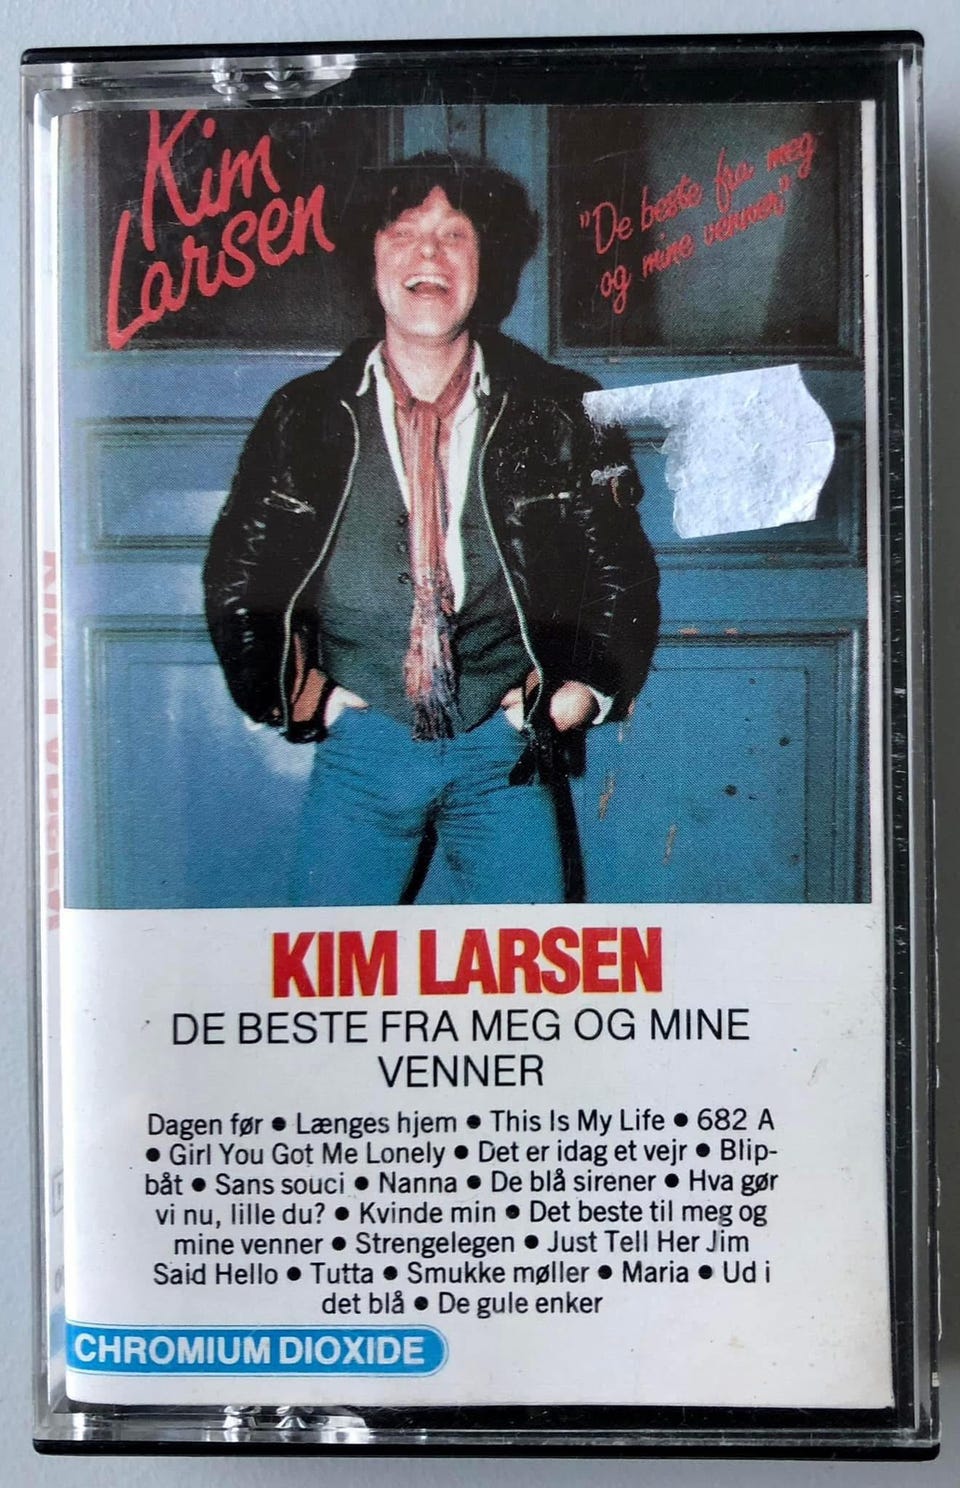 Kim
Larsen
"De beste fra meg
og mine venner"
KIM LARSEN
DE BESTE FRA MEG OG MINE
VENNER
Dagen før • Længes hjem • This Is My Life • 682 A
• Girl You Got Me Lonely • Det er idag et vejr • Blip-
båt • Sans souci • Nanna • De blå sirener • Hva gør
vi nu, lille du? • Kvinde min • Det beste til meg og
mine venner • Strengelegen • Just Tell Her Jim
Said Hello • Tutta • Smukke møller • Maria • Ud i
det blå • De gule enker
CHROMIUM DIOXIDE
KIM LARSEN